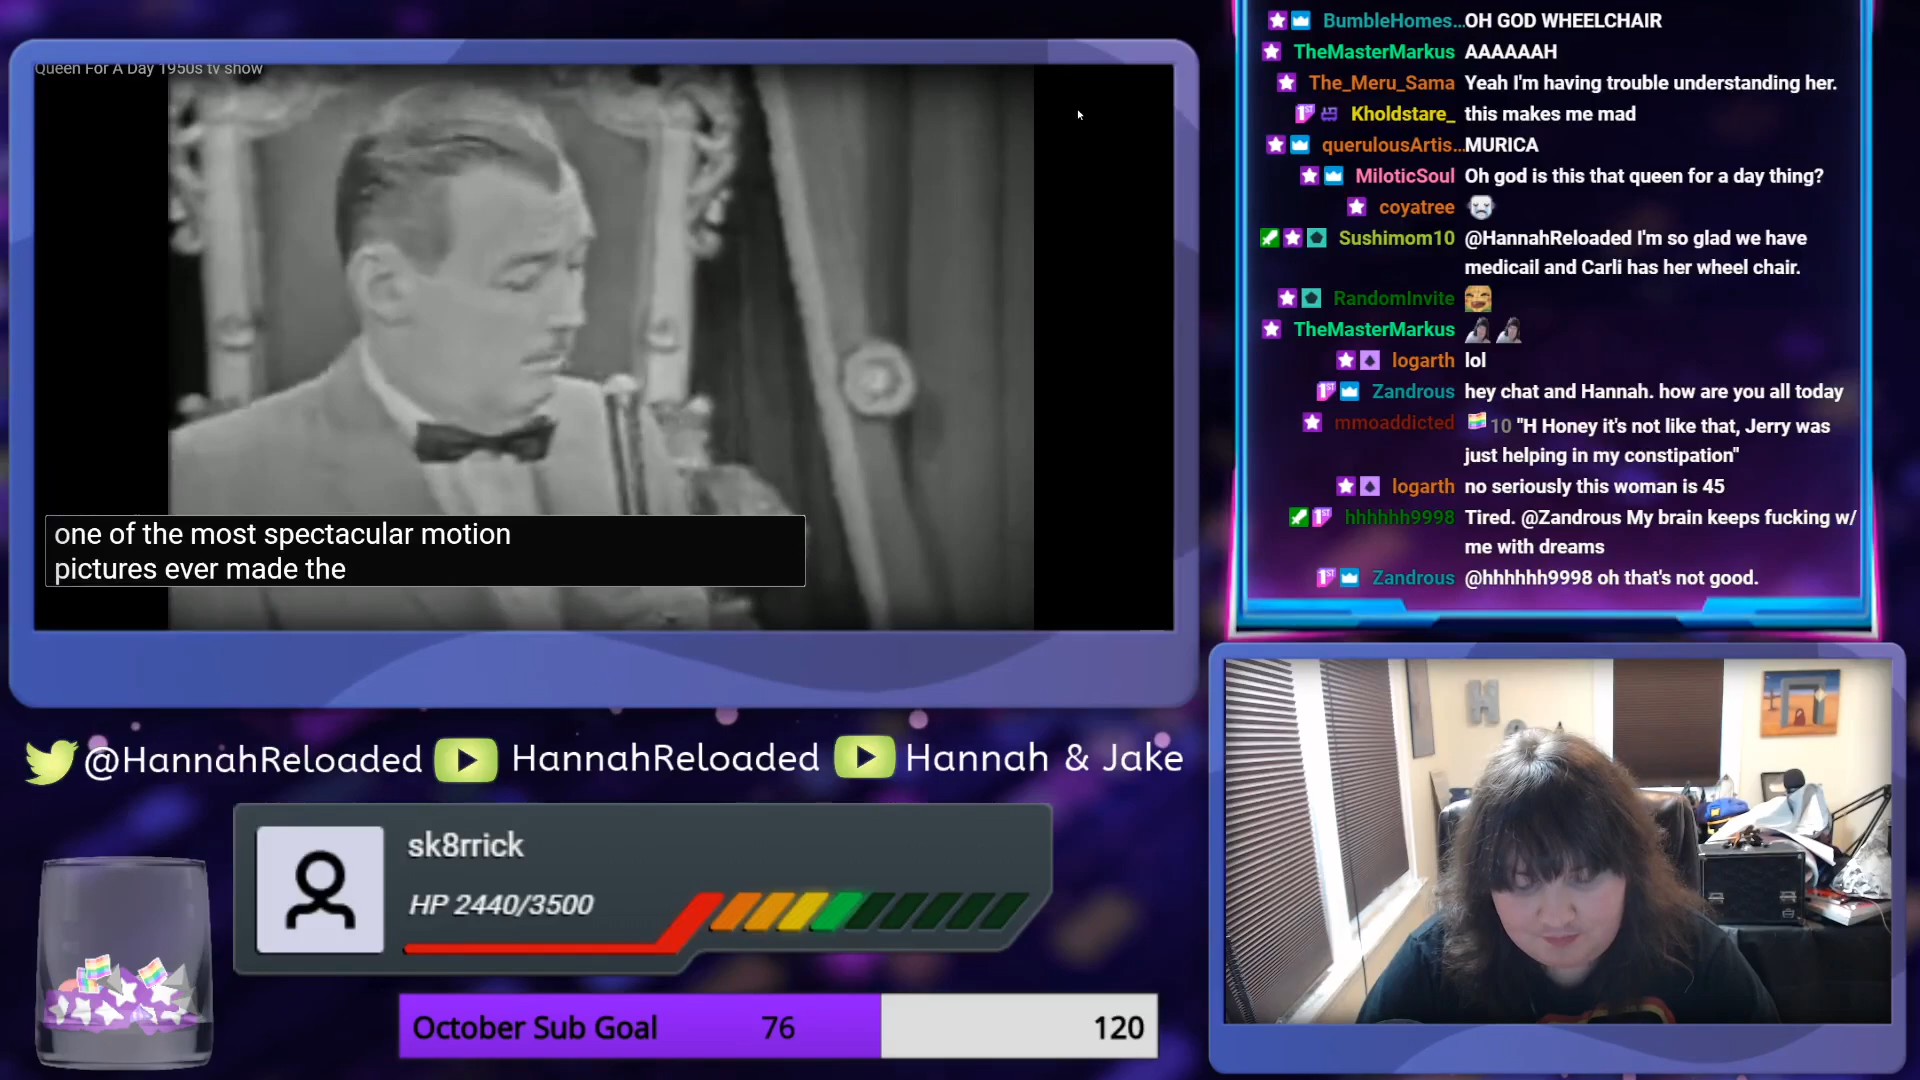 Queen For A Day 1950s tv show
one of the most spectacular motion
pictures ever made the
BumbleHomes... OH GOD WHEELCHAIR
TheMasterMarkus AAAAAAH
The_Meru_Sama Yeah I'm having trouble understanding her.
Kholdstare_ this makes me mad
querulousArtis... MURICA
MiloticSoul Oh god is this that queen for a day thing?
coyatree
Sushimom10 @HannahReloaded I'm so glad we have
medicail and Carli has her wheel chair.
RandomInvite
TheMasterMarkus
logarth lol
Zandrous hey chat and Hannah. how are you all today
mmoaddicted 10 "H Honey it's not like that, Jerry was
just helping in my constipation"
logarth no seriously this woman is 45
hhhhhh9998 Tired. @Zandrous My brain keeps fucking w/
me with dreams
Zandrous @hhhhhh9998 oh that's not good.
@HannahReloaded HannahReloaded Hannah & Jake
sk8rrick
HP 2440/3500
October Sub Goal 76 120
H